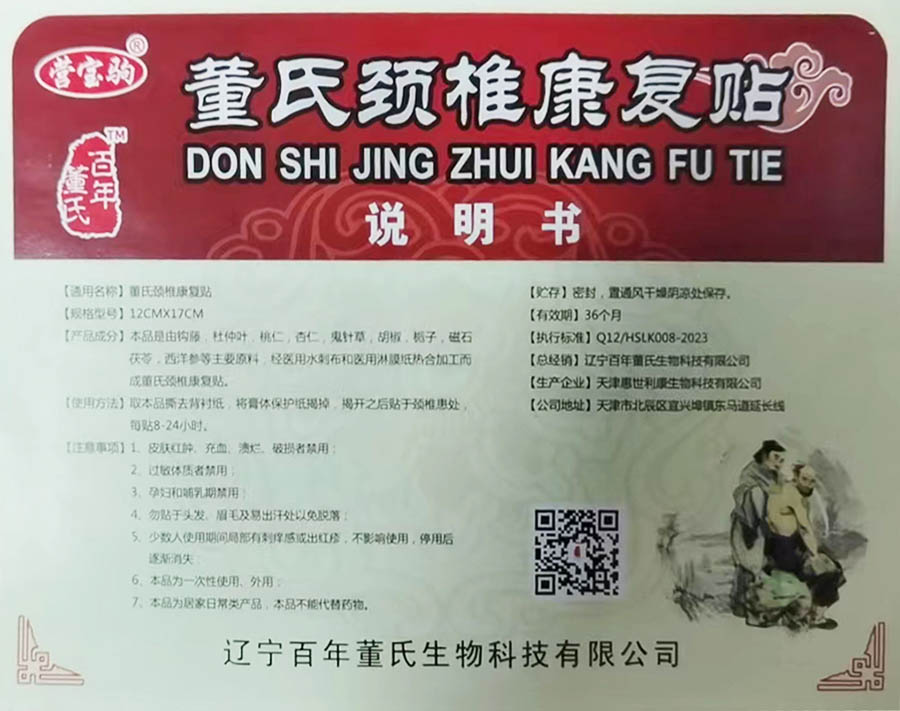 营宝驹®
百年董氏TM
董氏颈椎康复贴
DON SHI JING ZHUI KANG FU TIE
说明书
【通用名称】董氏颈椎康复贴
【规格型号】12CMX17CM
【产品成分】本品是由钩藤，杜仲叶，桃仁，杏仁，鬼针草，胡椒，栀子，磁石
茯苓，西洋参等主要原料，经医用水刺布和医用淋膜纸热合加工而
成董氏颈椎康复贴。
【使用方法】取本品撕去背衬纸，将膏体保护纸揭掉，揭开之后贴于颈椎患处，
每贴8-24小时。
【注意事项】1、皮肤红肿、充血、溃烂、破损者禁用；
2、过敏体质者禁用；
3、孕妇和哺乳期禁用；
4、勿贴于头发、眉毛及易出汗处以免脱落；
5、少数人使用期间局部有刺痒感或出红疹，不影响使用，停用后
逐渐消失；
6、本品为一次性使用、外用；
7、本品为居家日常类产品，本品不能代替药物。
【贮存】密封，置通风干燥阴凉处保存。
【有效期】36个月
【执行标准】Q12/HSLK008-2023
【总经销】辽宁百年董氏生物科技有限公司
【生产企业】天津惠世利康生物科技有限公司
【公司地址】天津市北辰区宜兴埠镇东马道延长线
辽宁百年董氏生物科技有限公司